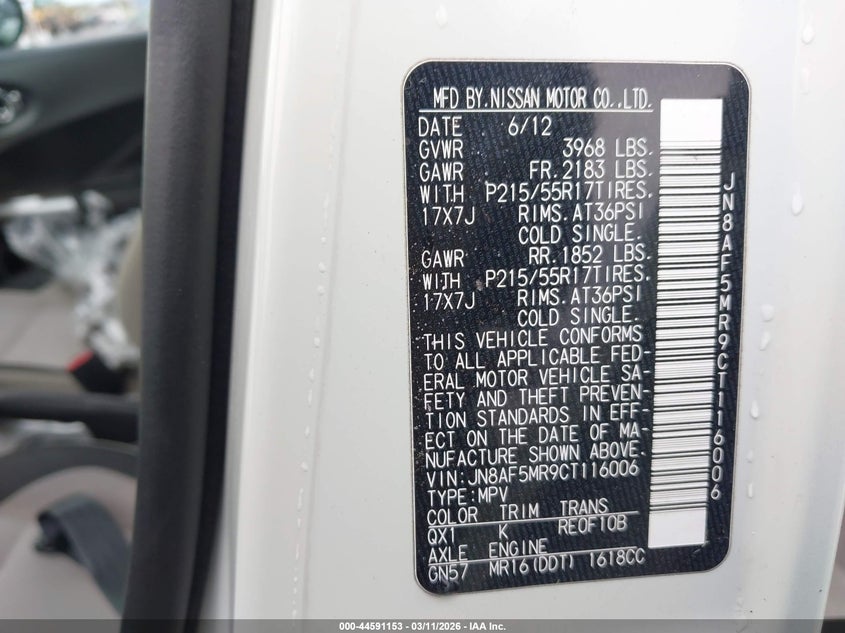 MFD BY.NISSAN MOTOR CO.,LTD.
DATE 6/12
GVWR 3968 LBS.
GAWR FR.2183 LBS.
WITH P215/55R17TIRES.
17X7J RIMS.AT36PSI
COLD SINGLE.
GAWR RR.1852 LBS.
WITH P215/55R17TIRES.
17X7J RIMS.AT36PSI
COLD SINGLE.
THIS VEHICLE CONFORMS
TO ALL APPLICABLE FED-
ERAL MOTOR VEHICLE SA-
FETY AND THEFT PREVEN-
TION STANDARDS IN EFF-
ECT ON THE DATE OF MA-
NUFACTURE SHOWN ABOVE.
VIN:JN8AF5MR9CT116006
TYPE:MPV
COLOR TRIM TRANS
QX1 K RE0F10B
AXLE ENGINE
GN57 MR16(DDT) 1618CC
JN8AF5MR9CT116006
000-44591153 - 03/11/2026 - IAA Inc.